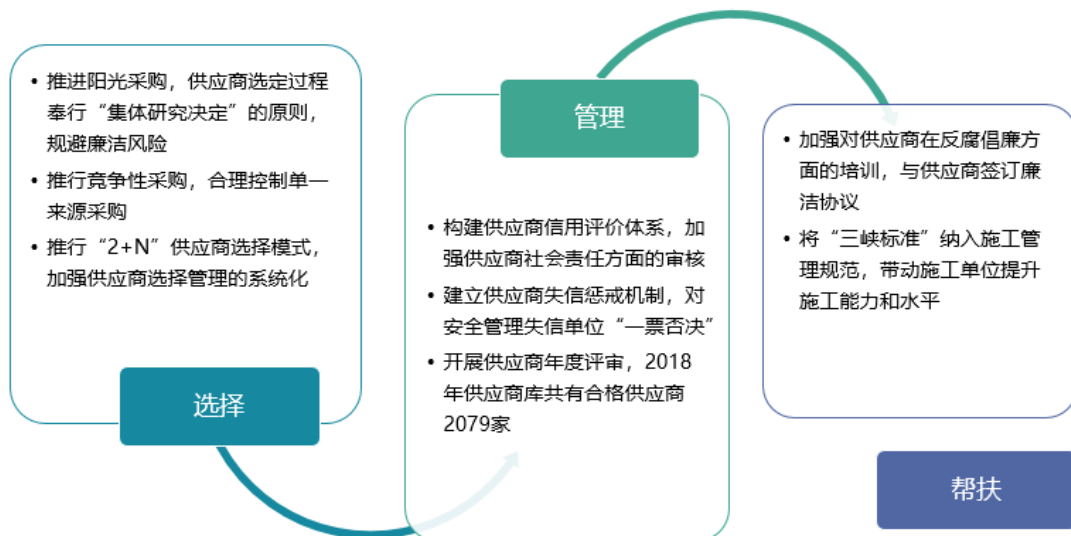 • 推进阳光采购，供应商选定过程
奉行“集体研究决定”的原则，
规避廉洁风险
• 推行竞争性采购，合理控制单一
来源采购
• 推行“2+N”供应商选择模式，
加强供应商选择管理的系统化
选择
管理
• 构建供应商信用评价体系，加
强供应商社会责任方面的审核
• 建立供应商失信惩戒机制，对
安全管理失信单位“一票否决”
• 开展供应商年度评审，2018
年供应商库共有合格供应商
2079家
• 加强对供应商在反腐倡廉方
面的培训，与供应商签订廉
洁协议
• 将“三峡标准”纳入施工管
理规范，带动施工单位提升
施工能力和水平
帮扶